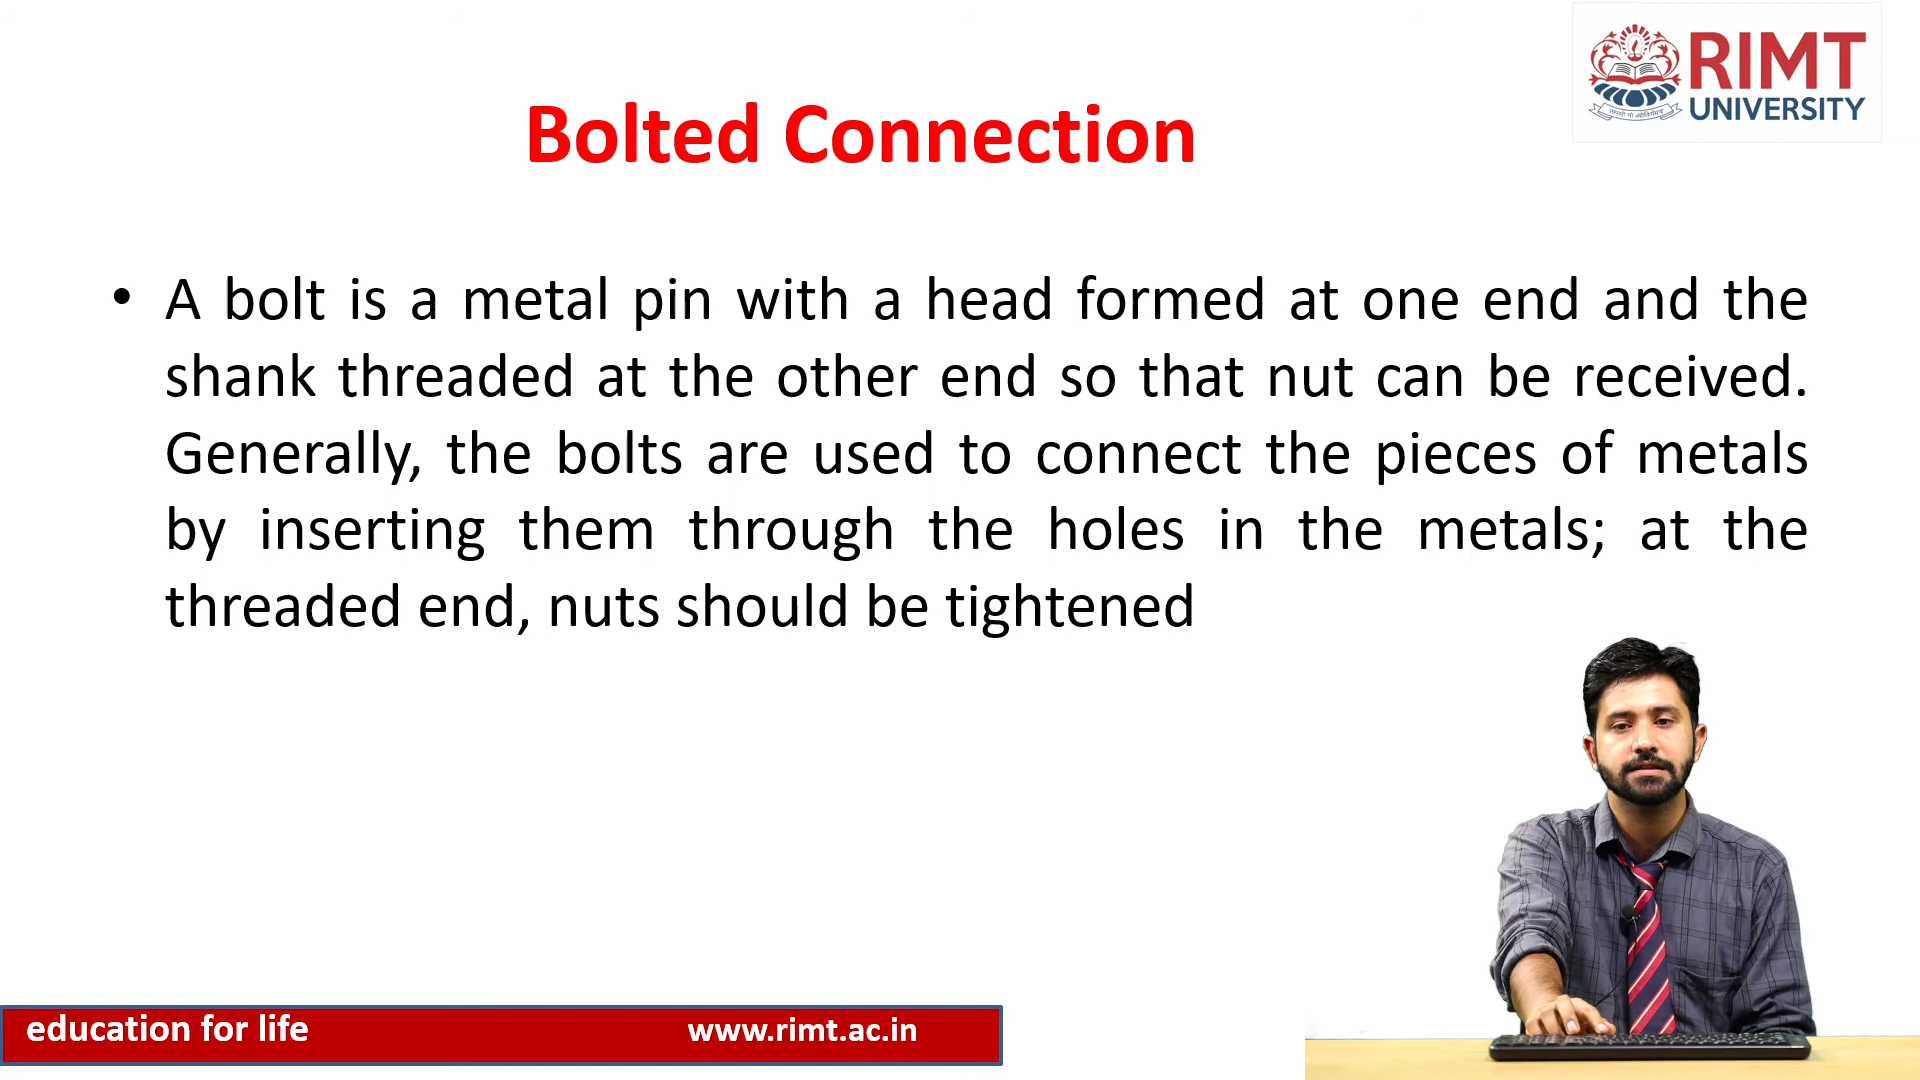 RIMT
UNIVERSITY
Bolted Connection
• A bolt is a metal pin with a head formed at one end and the
shank threaded at the other end so that nut can be received.
Generally, the bolts are used to connect the pieces of metals
by inserting them through the holes in the metals; at the
threaded end, nuts should be tightened
education for life www.rimt.ac.in